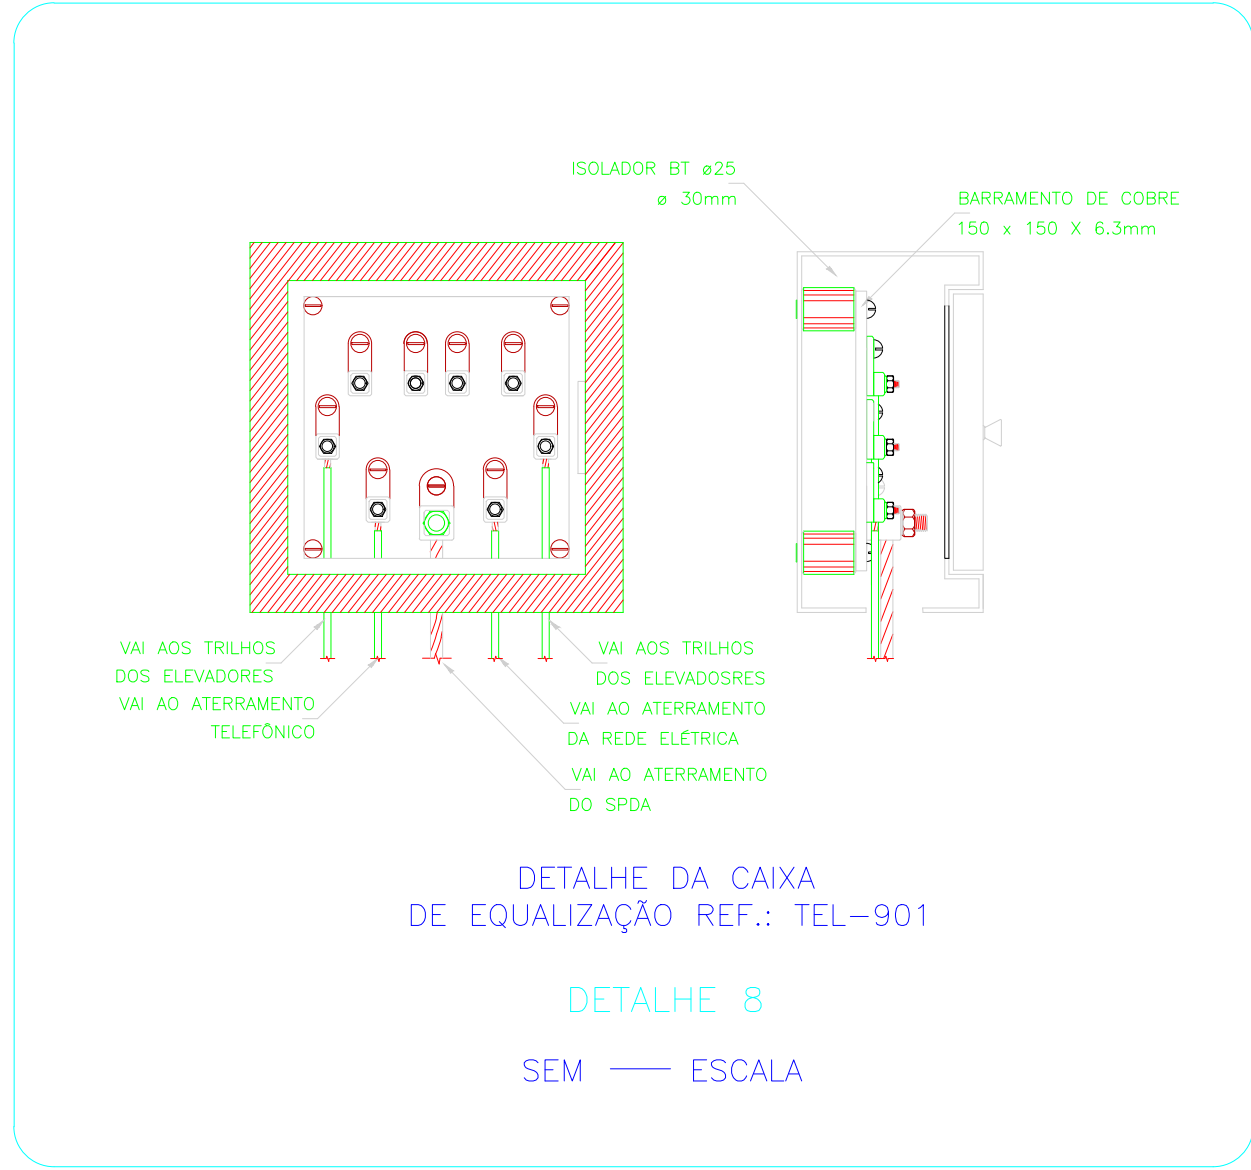 ISOLADOR BT ø25
ø 30mm
BARRAMENTO DE COBRE
150 x 150 X 6.3mm
VAI AOS TRILHOS
DOS ELEVADORES
VAI AO ATERRAMENTO
TELEFÔNICO
VAI AOS TRILHOS
DOS ELEVADOSRES
VAI AO ATERRAMENTO
DA REDE ELÉTRICA
VAI AO ATERRAMENTO
DO SPDA
DETALHE DA CAIXA
DE EQUALIZAÇÃO REF.: TEL-901
DETALHE 8
SEM — ESCALA